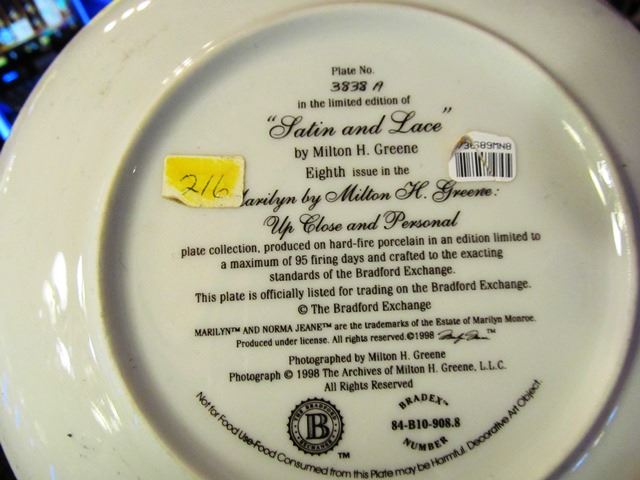 Plate No.
3838 A
in the limited edition of
"Satin and Lace"
by Milton H. Greene
Eighth issue in the
216
Marilyn by Milton H. Greene:
Up Close and Personal
plate collection, produced on hard-fire porcelain in an edition limited to
a maximum of 95 firing days and crafted to the exacting
standards of the Bradford Exchange.
This plate is officially listed for trading on the Bradford Exchange.
© The Bradford Exchange
MARILYN™ AND NORMA JEANE™ are the trademarks of the Estate of Marilyn Monroe.
Produced under license. All rights reserved.©1998 ™
Photographed by Milton H. Greene
Photograph © 1998 The Archives of Milton H. Greene, L.L.C.
All Rights Reserved
THE BRADFORD
B
EXCHANGE
™
BRADEX
84-B10-908.8
NUMBER
Not for Food Use-Food Consumed from this Plate may be Harmful. Decorative Art Object.